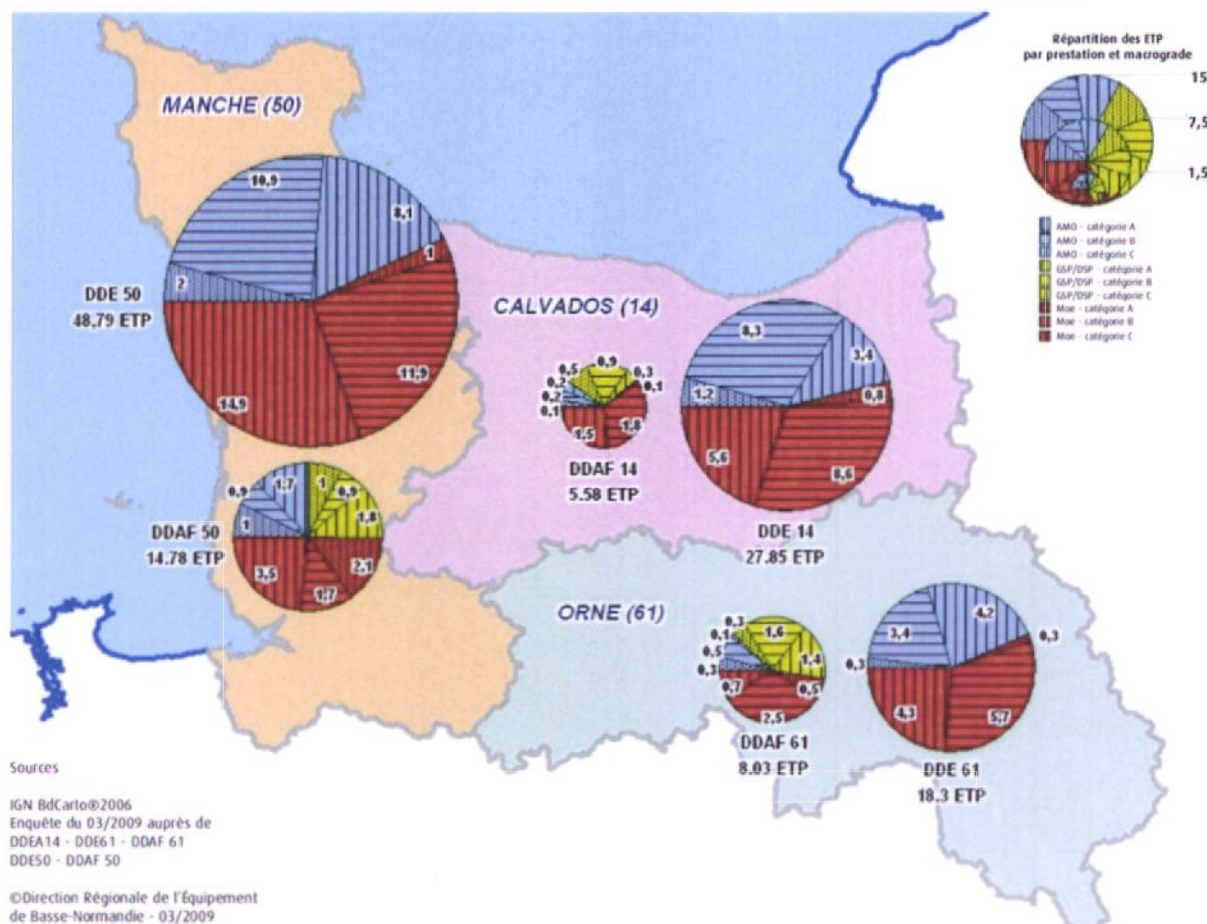 Répartition des ETP
par prestation et macrograde
15
7,5
1,5
AMO - catégorie A
AMO - catégorie B
AMO - catégorie C
GSP/DSP - catégorie A
GSP/DSP - catégorie B
GSP/DSP - catégorie C
Moe - catégorie A
Moe - catégorie B
Moe - catégorie C
MANCHE (50)
10,9
8,1
1
2
11,9
14,9
DDE 50
48,79 ETP
CALVADOS (14)
0,9
0,5
0,3
0,2
0,1
0,2
0,1
1,8
1,5
DDAF 14
5.58 ETP
8,3
3,4
1,2
0,8
5,6
8,6
DDE 14
27.85 ETP
0,9
1,7
1
0,9
1
1,8
3,5
2,1
1,7
DDAF 50
14.78 ETP
ORNE (61)
0,3
1,6
0,1
0,5
1,4
0,3
0,7
0,5
2,5
DDAF 61
8.03 ETP
3,4
4,2
0,3
0,3
4,3
5,7
DDE 61
18.3 ETP
Sources
IGN BdCarto®2006
Enquête du 03/2009 auprès de
DDEA14 - DDE61 - DDAF 61
DDE50 - DDAF 50
©Direction Régionale de l'Équipement
de Basse-Normandie - 03/2009